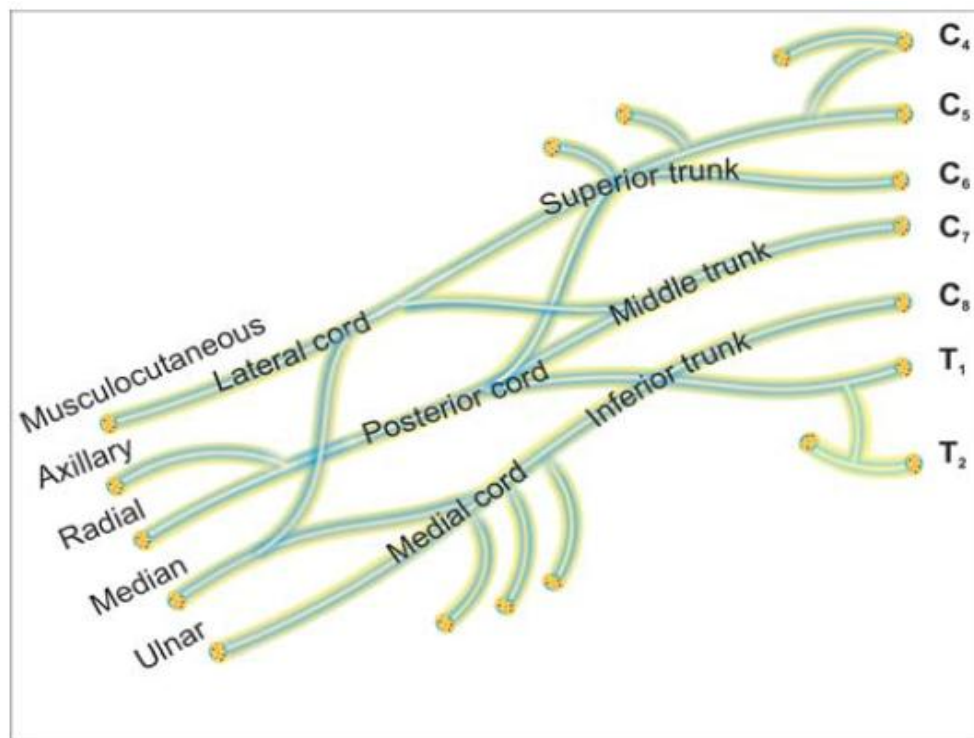 C₄
C₅
C₆
C₇
C₈
T₁
T₂
Superior trunk
Middle trunk
Inferior trunk
Lateral cord
Posterior cord
Medial cord
Musculocutaneous
Axillary
Radial
Median
Ulnar